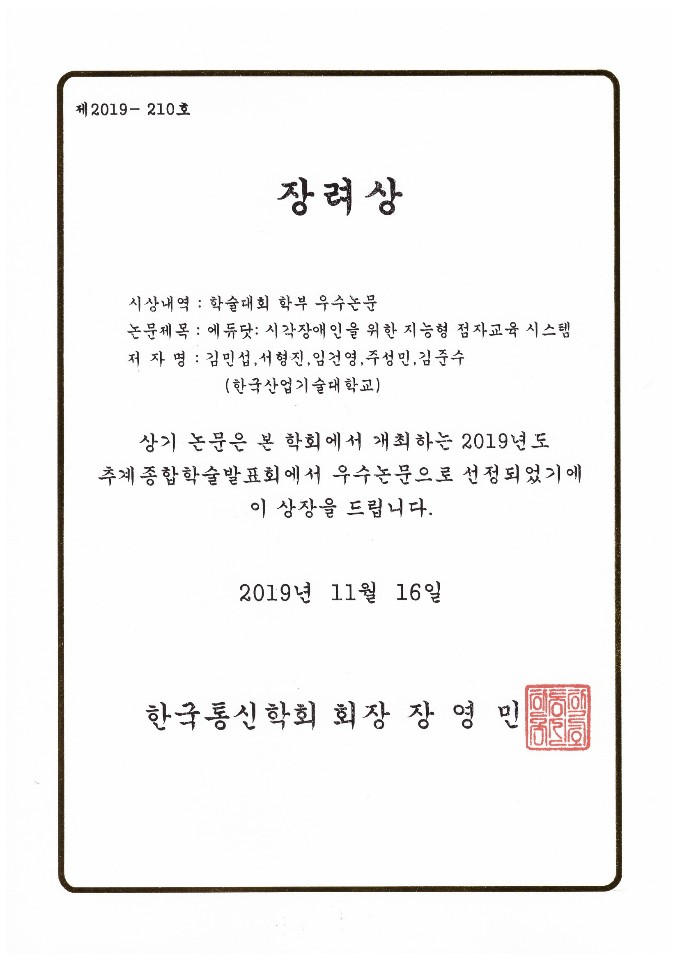 제2019- 210호
장려상
시상내역 : 학술대회 학부 우수논문
논문제목 : 에듀닷: 시각장애인을 위한 지능형 점자교육 시스템
저 자 명 : 김민섭,서형진,임건영,주성민,김준수
(한국산업기술대학교)
상기 논문은 본 학회에서 개최하는 2019년도
추계종합학술발표회에서 우수논문으로 선정되었기에
이 상장을 드립니다.
2019년 11월 16일
한국통신학회 회장 장 영 민